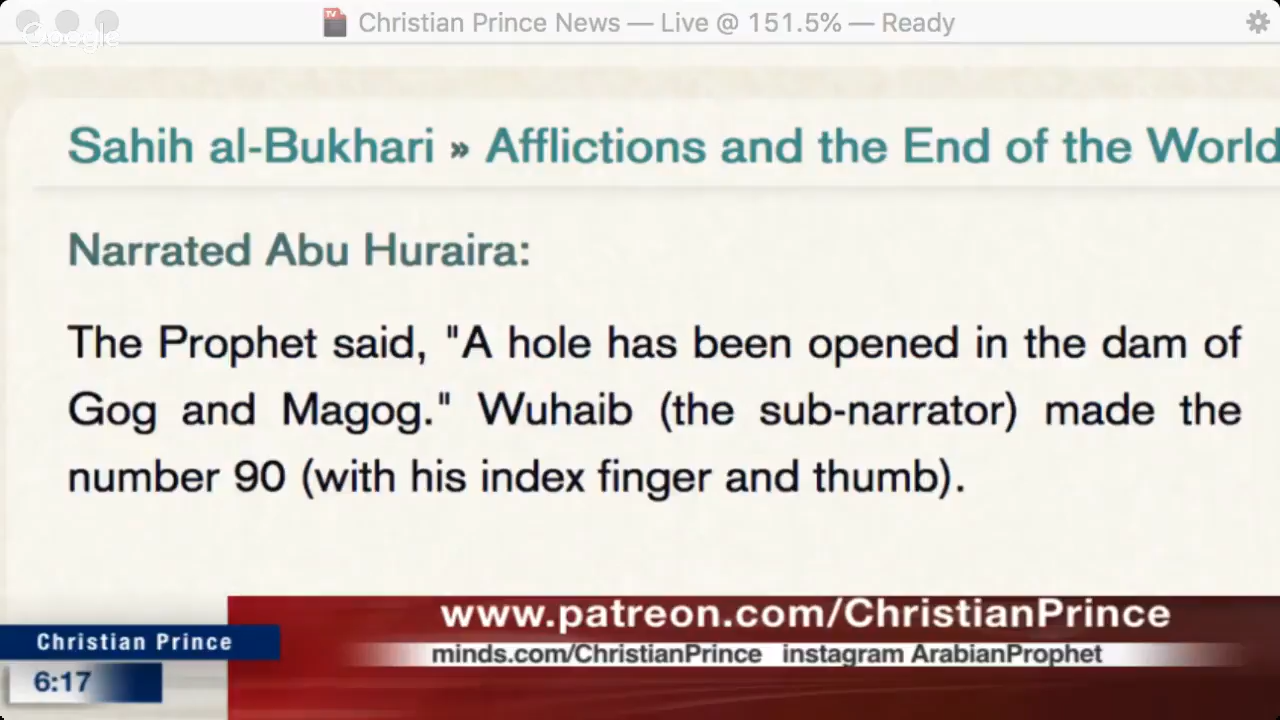 Christian Prince News — Live @ 151.5% — Ready
Google
Sahih al-Bukhari » Afflictions and the End of the World
Narrated Abu Huraira:
The Prophet said, "A hole has been opened in the dam of
Gog and Magog." Wuhaib (the sub-narrator) made the
number 90 (with his index finger and thumb).
www.patreon.com/ChristianPrince
minds.com/ChristianPrince instagram ArabianProphet
Christian Prince
6:17